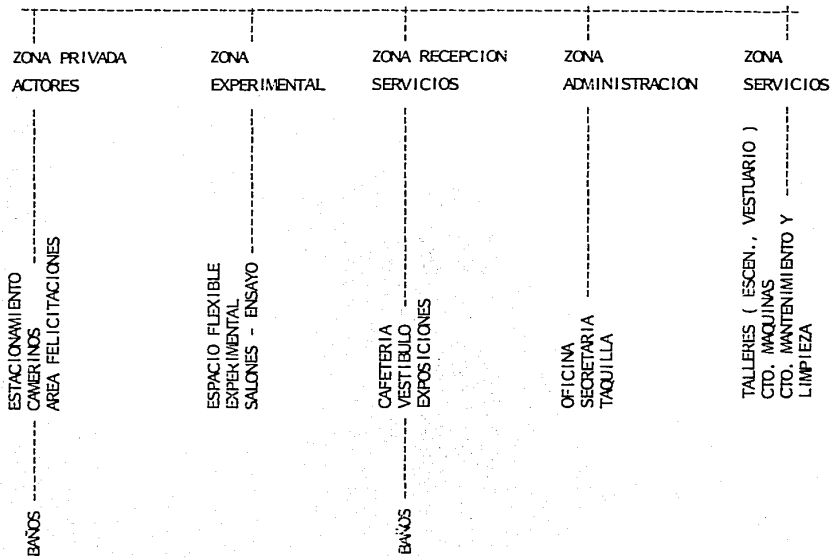 ZONA PRIVADA
ACTORES
ZONA
EXPERIMENTAL
ZONA RECEPCION
SERVICIOS
ZONA
ADMINISTRACION
ZONA
SERVICIOS
ESTACIONAMIENTO
CAMERINOS
AREA FELICITACIONES
ESPACIO FLEXIBLE
EXPERIMENTAL
SALONES - ENSAYO
CAFETERIA
VESTIBULO
EXPOSICIONES
OFICINA
SECRETARIA
TAQUILLA
TALLERES ( ESCEN., VESTUARIO )
CTO. MAQUINAS
CTO. MANTENIMIENTO Y
LIMPIEZA
BAÑOS
BAÑOS